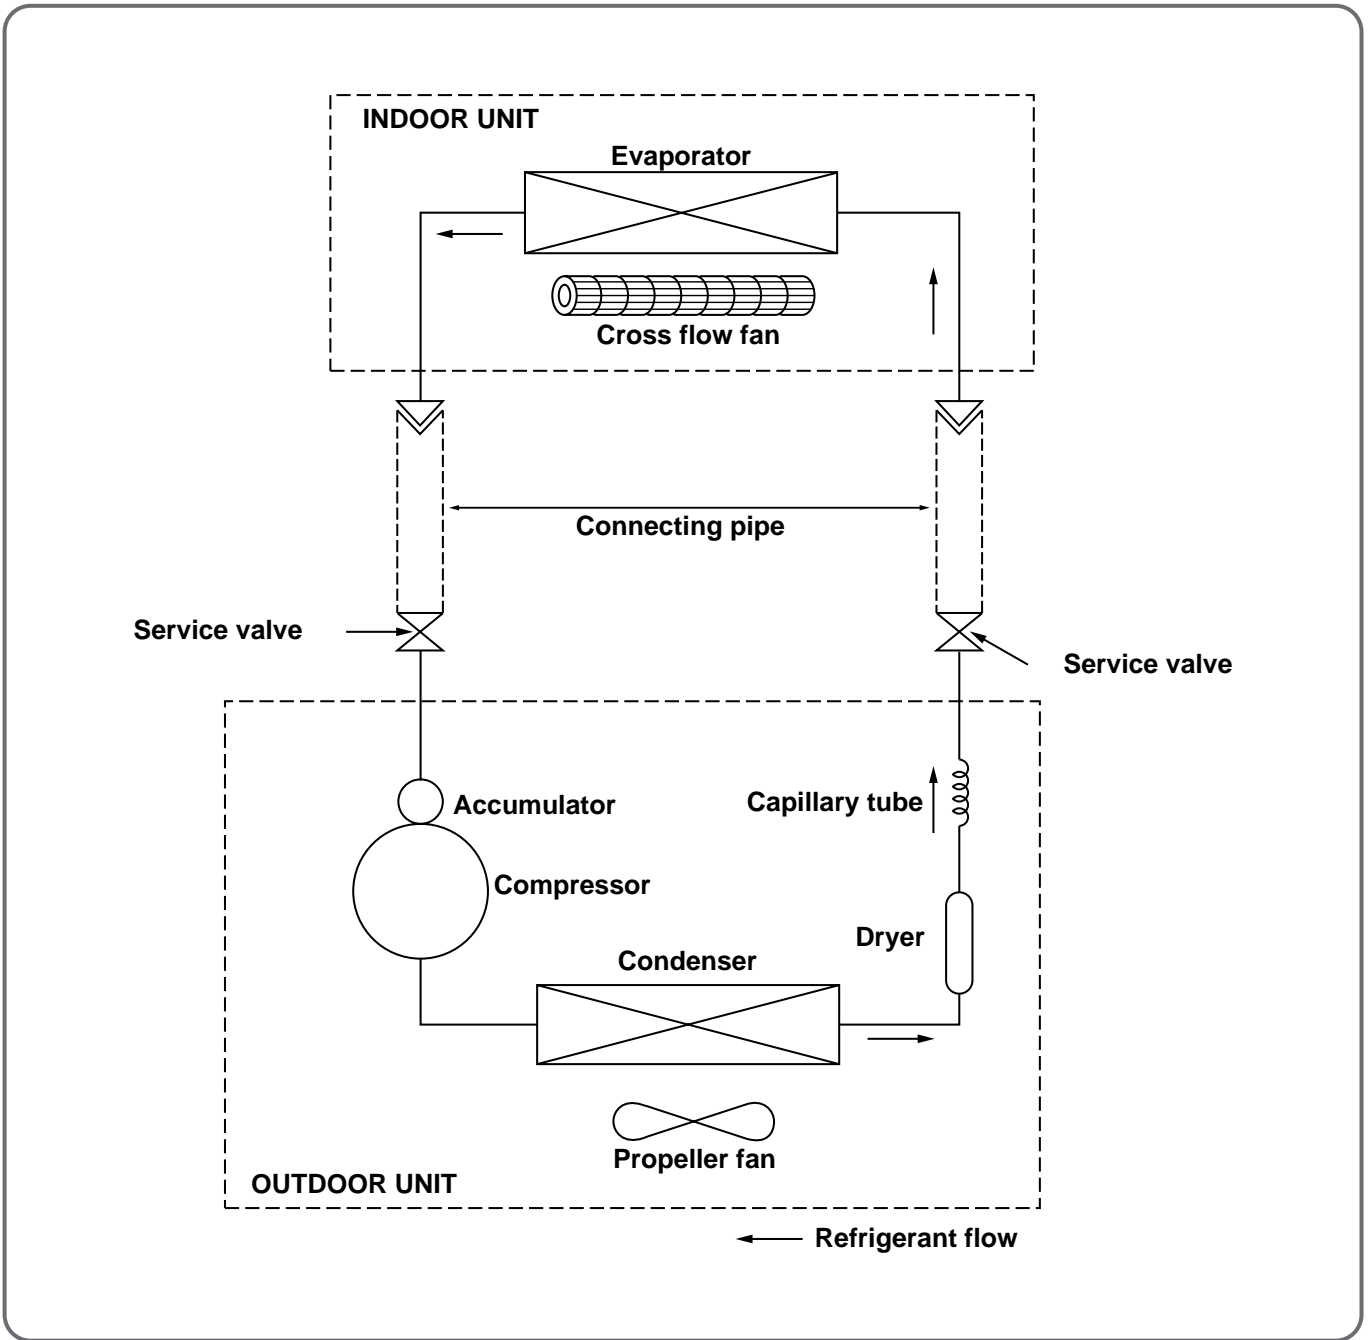 INDOOR UNIT
Evaporator
Cross flow fan
Connecting pipe
Service valve
Service valve
Accumulator
Capillary tube
Compressor
Dryer
Condenser
Propeller fan
OUTDOOR UNIT
Refrigerant flow